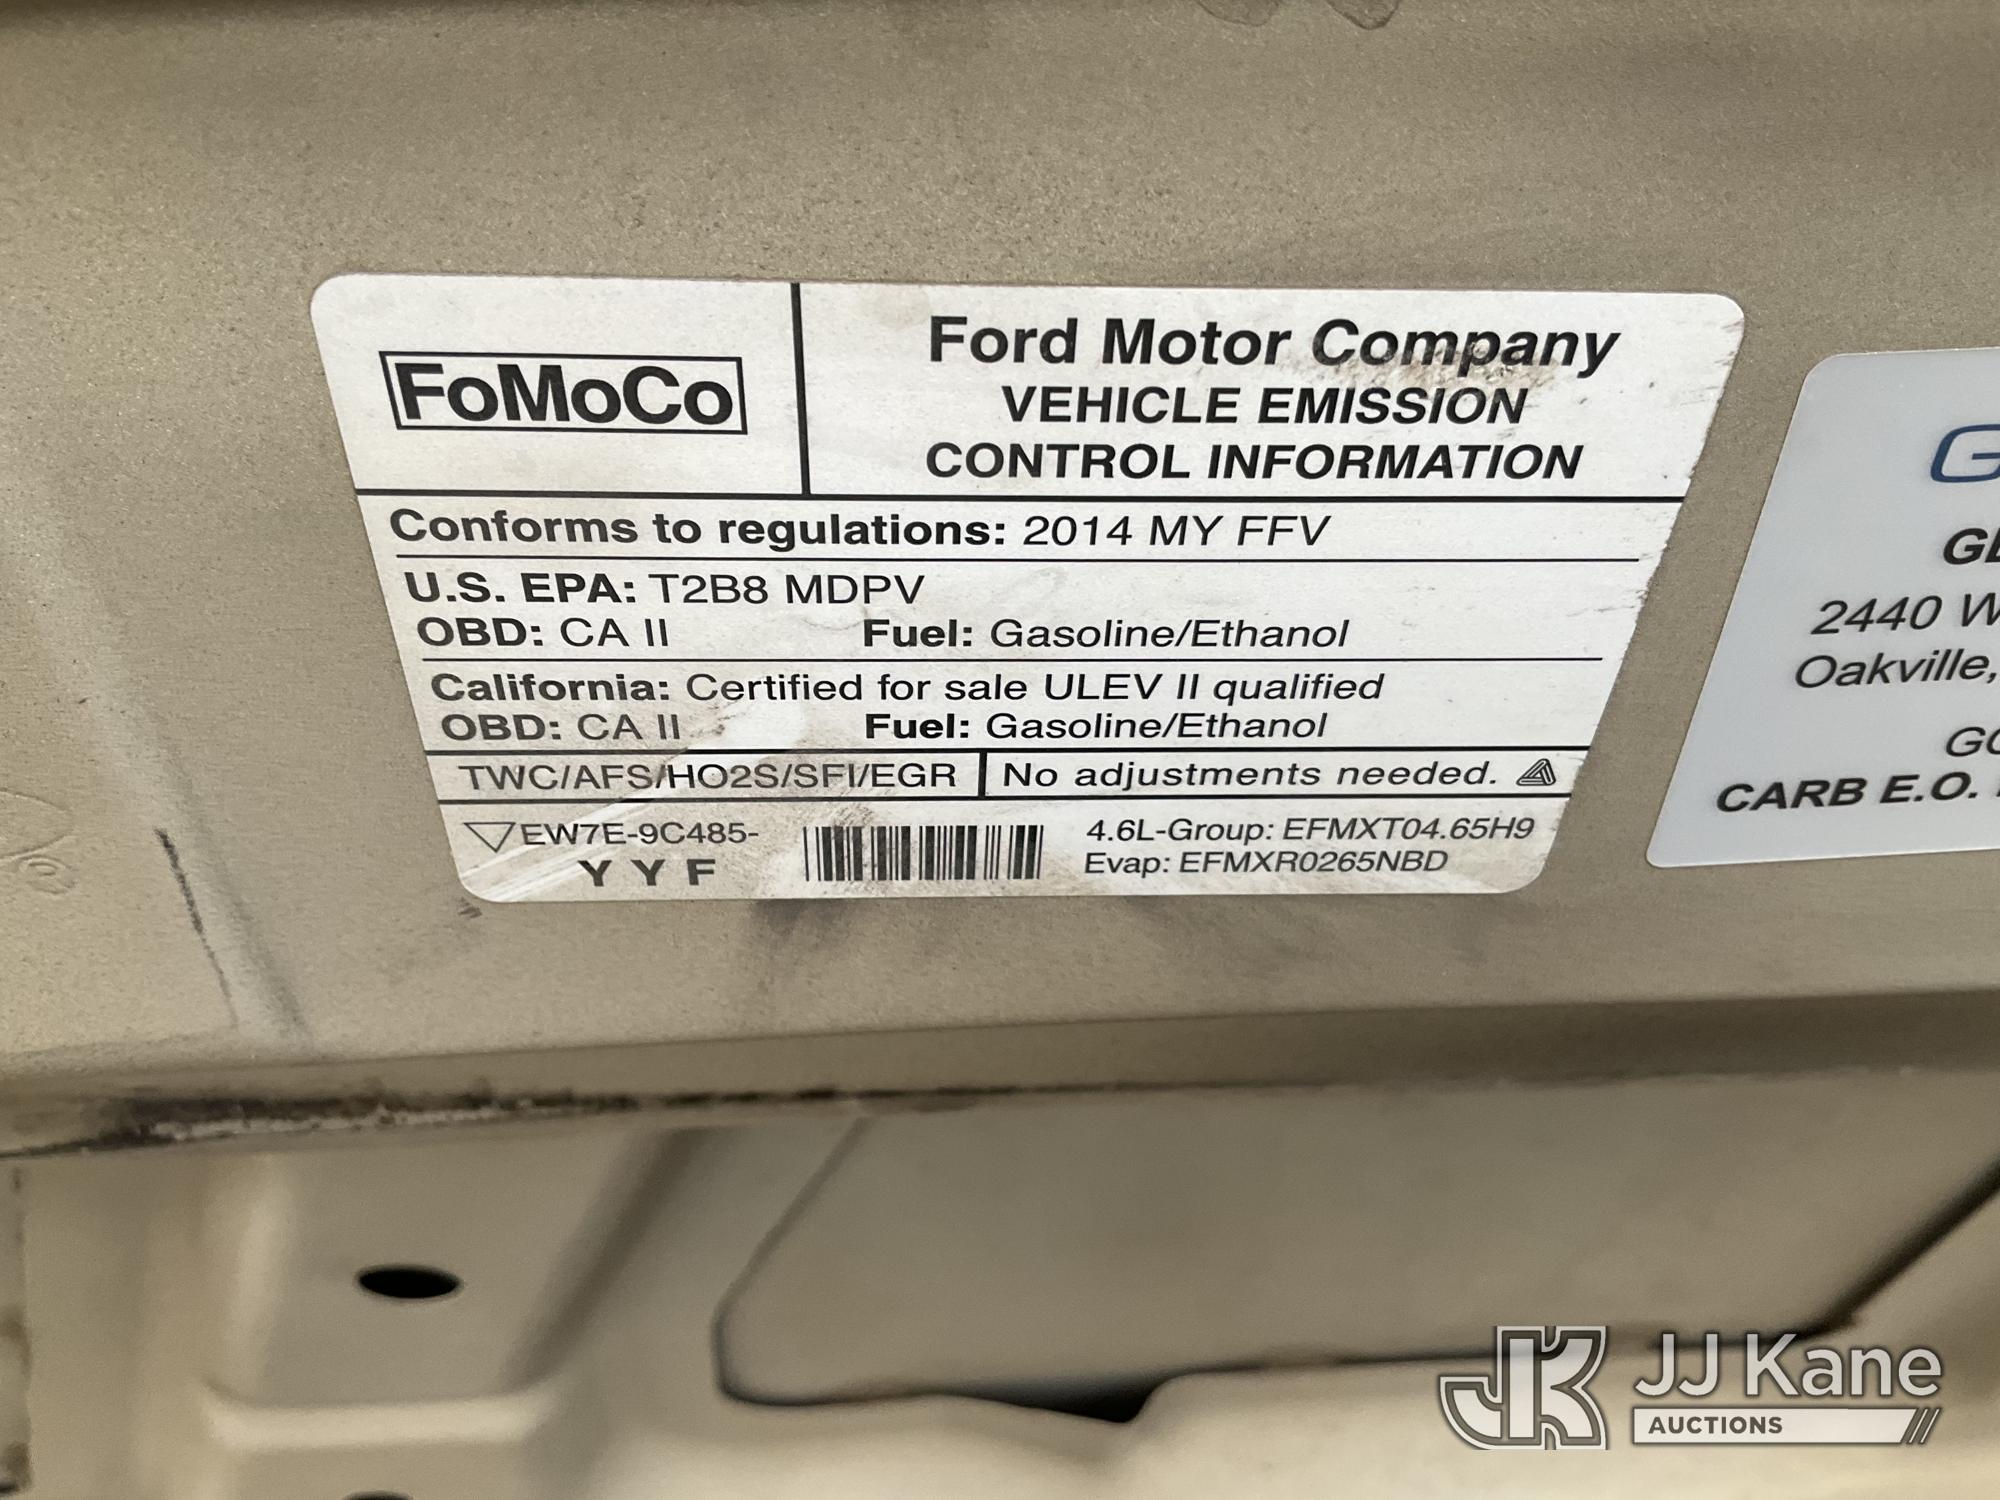 FoMoCo
Ford Motor Company
VEHICLE EMISSION
CONTROL INFORMATION
Conforms to regulations: 2014 MY FFV
U.S. EPA: T2B8 MDPV
OBD: CA II Fuel: Gasoline/Ethanol
California: Certified for sale ULEV II qualified
OBD: CA II Fuel: Gasoline/Ethanol
TWC/AFS/HO2S/SFI/EGR No adjustments needed.
EW7E-9C485-
Y Y F
4.6L-Group: EFMXT04.65H9
Evap: EFMXR0265NBD
2440 W
Oakville,
CARB E.O.
JK JJ Kane
AUCTIONS